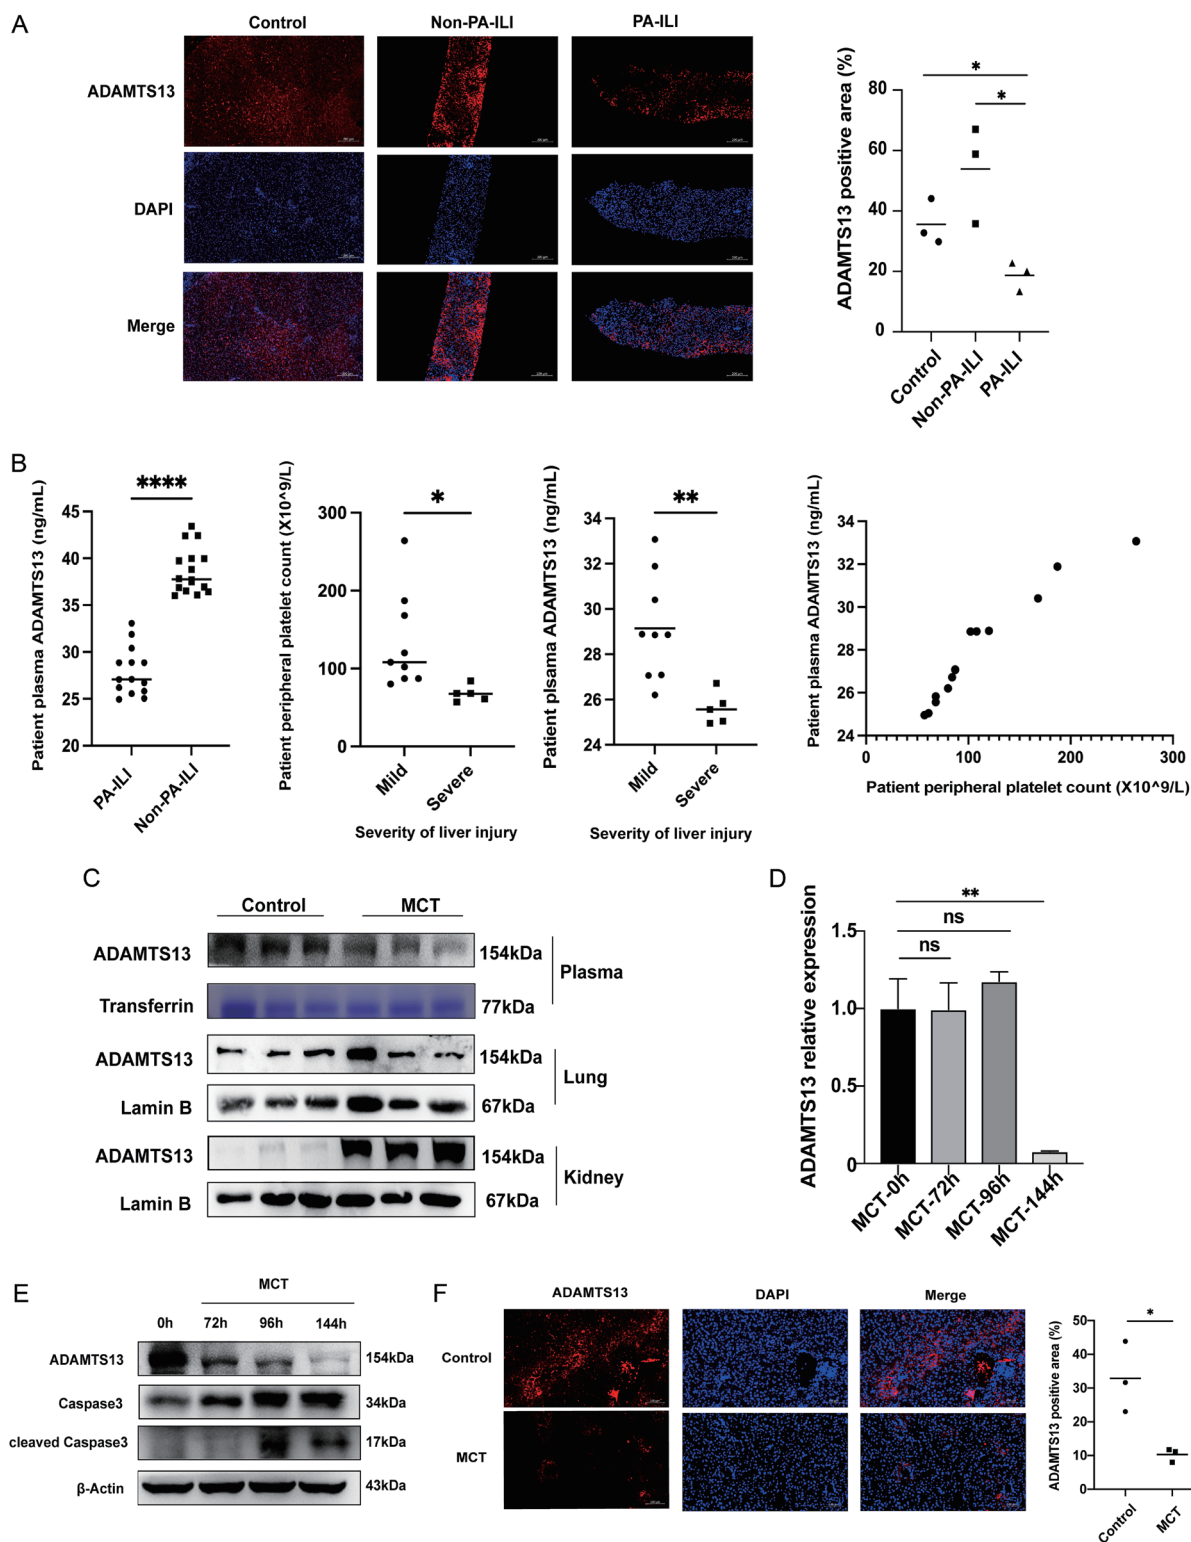 A
Control
Non-PA-ILI
PA-ILI
ADAMTS13
DAPI
Merge
ADAMTS13 positive area (%)
*
*
80
60
40
20
0
Control
Non-PA-ILI
PA-ILI
B
Patient plasma ADAMTS13 (ng/mL)
****
45
40
35
30
25
20
PA-ILI
Non-PA-ILI
Patient peripheral platelet count (X10^9/L)
*
300
200
100
0
Mild
Severe
Severity of liver injury
Patient plsama ADAMTS13 (ng/mL)
**
34
32
30
28
26
24
Mild
Severe
Severity of liver injury
Patient plasma ADAMTS13 (ng/mL)
34
32
30
28
26
24
0
100
200
300
Patient peripheral platelet count (X10^9/L)
C
Control
MCT
ADAMTS13
154kDa
Transferrin
77kDa
Plasma
ADAMTS13
154kDa
Lamin B
67kDa
Lung
ADAMTS13
154kDa
Lamin B
67kDa
Kidney
D
ADAMTS13 relative expression
**
ns
ns
1.5
1.0
0.5
0
MCT-0h
MCT-72h
MCT-96h
MCT-144h
E
MCT
0h
72h
96h
144h
ADAMTS13
154kDa
Caspase3
34kDa
cleaved Caspase3
17kDa
β-Actin
43kDa
F
ADAMTS13
DAPI
Merge
Control
MCT
ADAMTS13 positive area (%)
*
50
40
30
20
10
0
Control
MCT